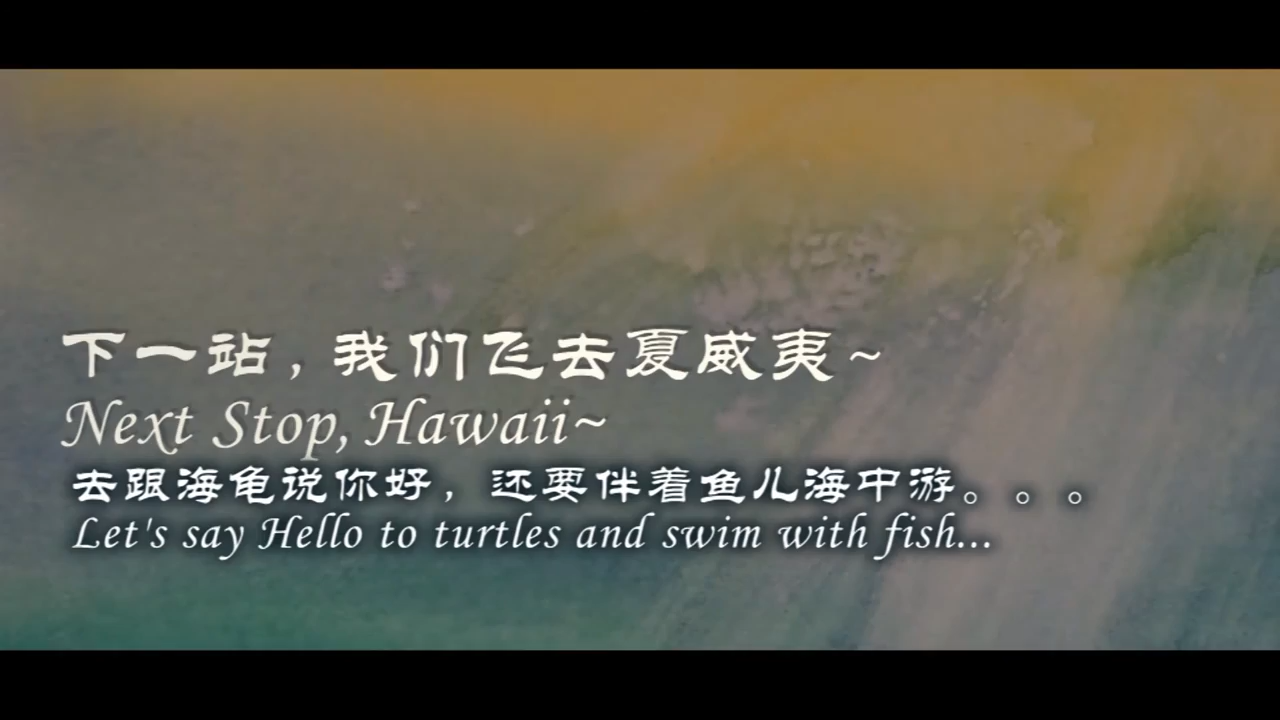 下一站，我们飞去夏威夷~
Next Stop, Hawaii~
去跟海龟说你好，还要伴着鱼儿海中游。。。
Let's say Hello to turtles and swim with fish...